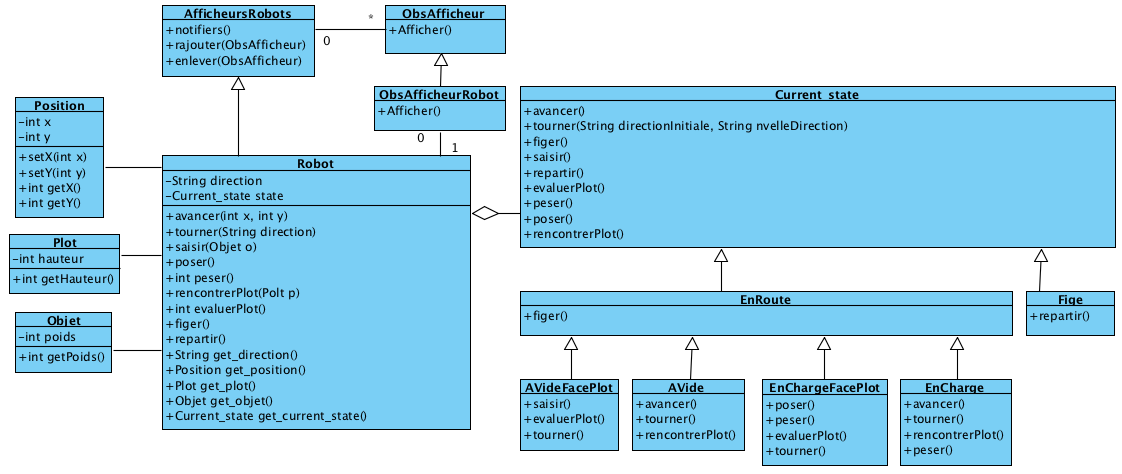 AfficheursRobots
+notifiers()
+rajouter(ObsAfficheur)
+enlever(ObsAfficheur)
0
*
ObsAfficheur
+Afficher()
ObsAfficheurRobot
+Afficher()
0
1
Position
-int x
-int y
+setX(int x)
+setY(int y)
+int getX()
+int getY()
Plot
-int hauteur
+int getHauteur()
Objet
-int poids
+int getPoids()
Robot
-String direction
-Current_state state
+avancer(int x, int y)
+tourner(String direction)
+saisir(Objet o)
+poser()
+int peser()
+rencontrerPlot(Polt p)
+int evaluerPlot()
+figer()
+repartir()
+String get_direction()
+Position get_position()
+Plot get_plot()
+Objet get_objet()
+Current_state get_current_state()
Current_state
+avancer()
+tourner(String directionInitiale, String nvelleDirection)
+figer()
+saisir()
+repartir()
+evaluerPlot()
+peser()
+poser()
+rencontrerPlot()
EnRoute
+figer()
Fige
+repartir()
AVideFacePlot
+saisir()
+evaluerPlot()
+tourner()
AVide
+avancer()
+tourner()
+rencontrerPlot()
EnChargeFacePlot
+poser()
+peser()
+evaluerPlot()
+tourner()
EnCharge
+avancer()
+tourner()
+rencontrerPlot()
+peser()